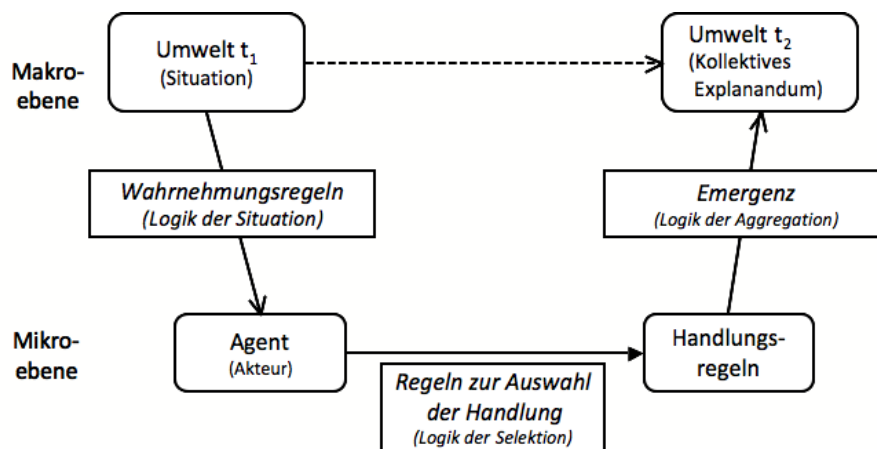 Makro-
ebene
Umwelt t₁
(Situation)
Umwelt t₂
(Kollektives
Explanandum)
Wahrnehmungsregeln
(Logik der Situation)
Emergenz
(Logik der Aggregation)
Mikro-
ebene
Agent
(Akteur)
Handlungs-
regeln
Regeln zur Auswahl
der Handlung
(Logik der Selektion)